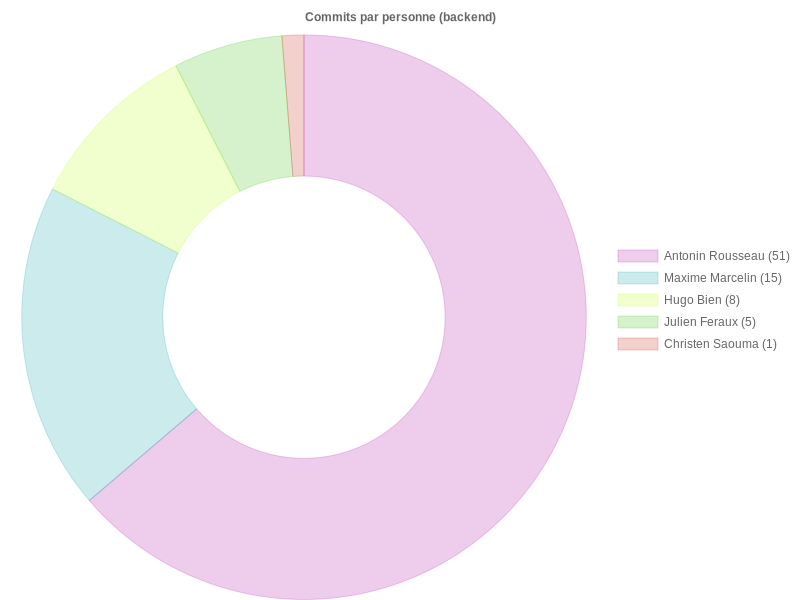 Commits par personne (backend)
Antonin Rousseau (51)
Maxime Marcelin (15)
Hugo Bien (8)
Julien Feraux (5)
Christen Saouma (1)